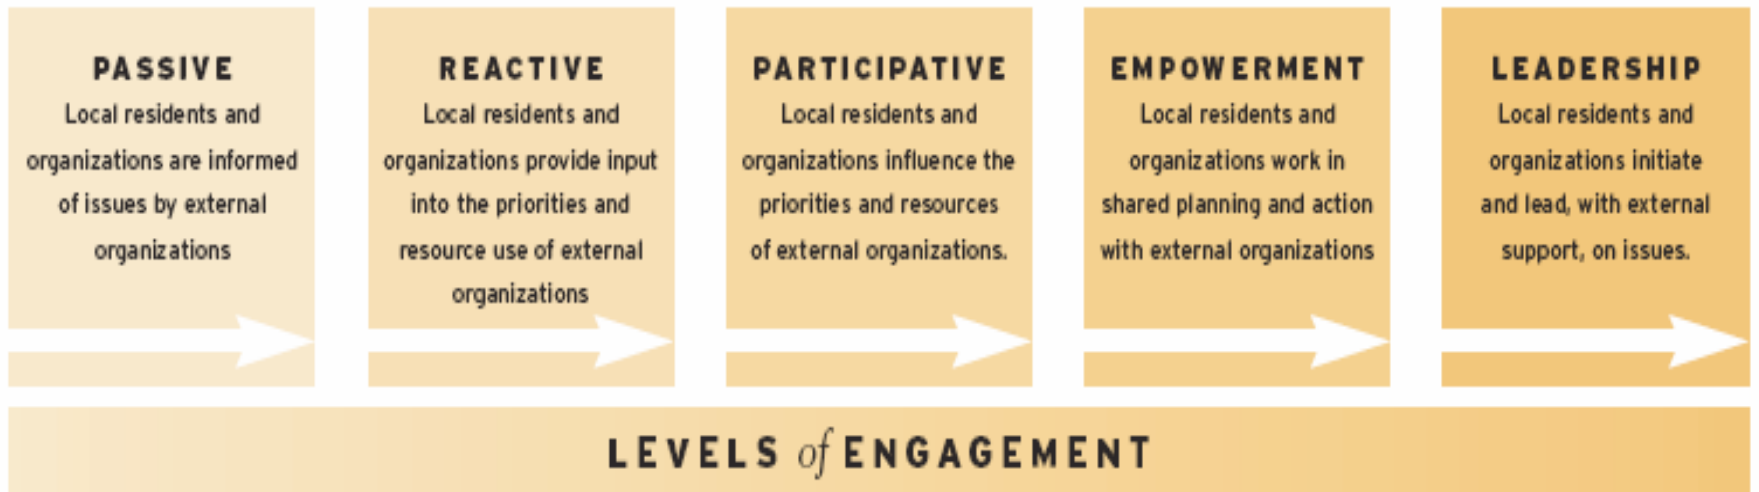 PASSIVE
Local residents and
organizations are informed
of issues by external
organizations
REACTIVE
Local residents and
organizations provide input
into the priorities and
resource use of external
organizations
PARTICIPATIVE
Local residents and
organizations influence the
priorities and resources
of external organizations.
EMPOWERMENT
Local residents and
organizations work in
shared planning and action
with external organizations
LEADERSHIP
Local residents and
organizations initiate
and lead, with external
support, on issues.
LEVELS of ENGAGEMENT